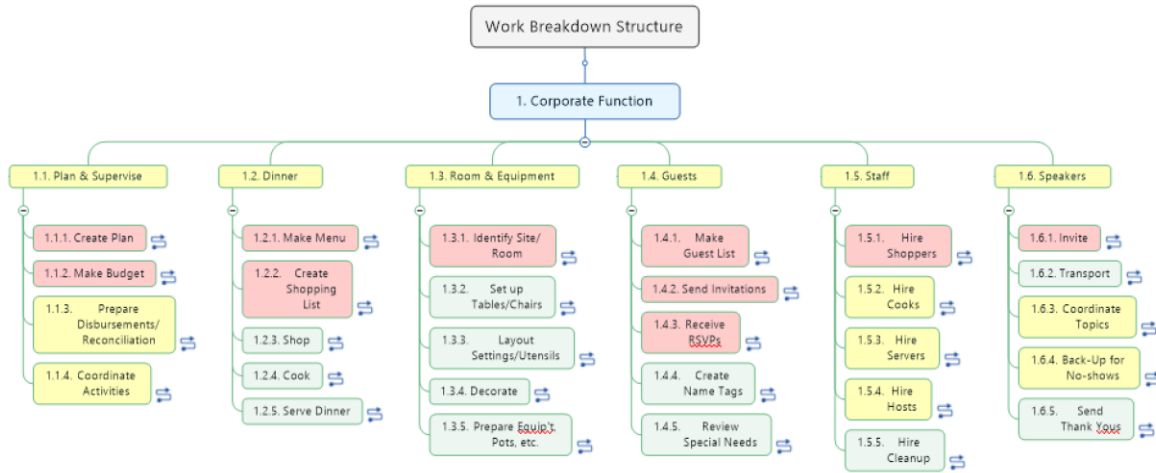 Work Breakdown Structure
1. Corporate Function
1.1. Plan & Supervise
1.1.1. Create Plan
1.1.2. Make Budget
1.1.3. Prepare
Disbursements/
Reconciliation
1.1.4. Coordinate
Activities
1.2. Dinner
1.2.1. Make Menu
1.2.2. Create
Shopping
List
1.2.3. Shop
1.2.4. Cook
1.2.5. Serve Dinner
1.3. Room & Equipment
1.3.1. Identify Site/
Room
1.3.2. Set up
Tables/Chairs
1.3.3. Layout
Settings/Utensils
1.3.4. Decorate
1.3.5. Prepare Equip't.
Pots, etc.
1.4. Guests
1.4.1. Make
Guest List
1.4.2. Send Invitations
1.4.3. Receive
RSVPs
1.4.4. Create
Name Tags
1.4.5. Review
Special Needs
1.5. Staff
1.5.1. Hire
Shoppers
1.5.2. Hire
Cooks
1.5.3. Hire
Servers
1.5.4. Hire
Hosts
1.5.5. Hire
Cleanup
1.6. Speakers
1.6.1. Invite
1.6.2. Transport
1.6.3. Coordinate
Topics
1.6.4. Back-Up for
No-shows
1.6.5. Send
Thank Yous